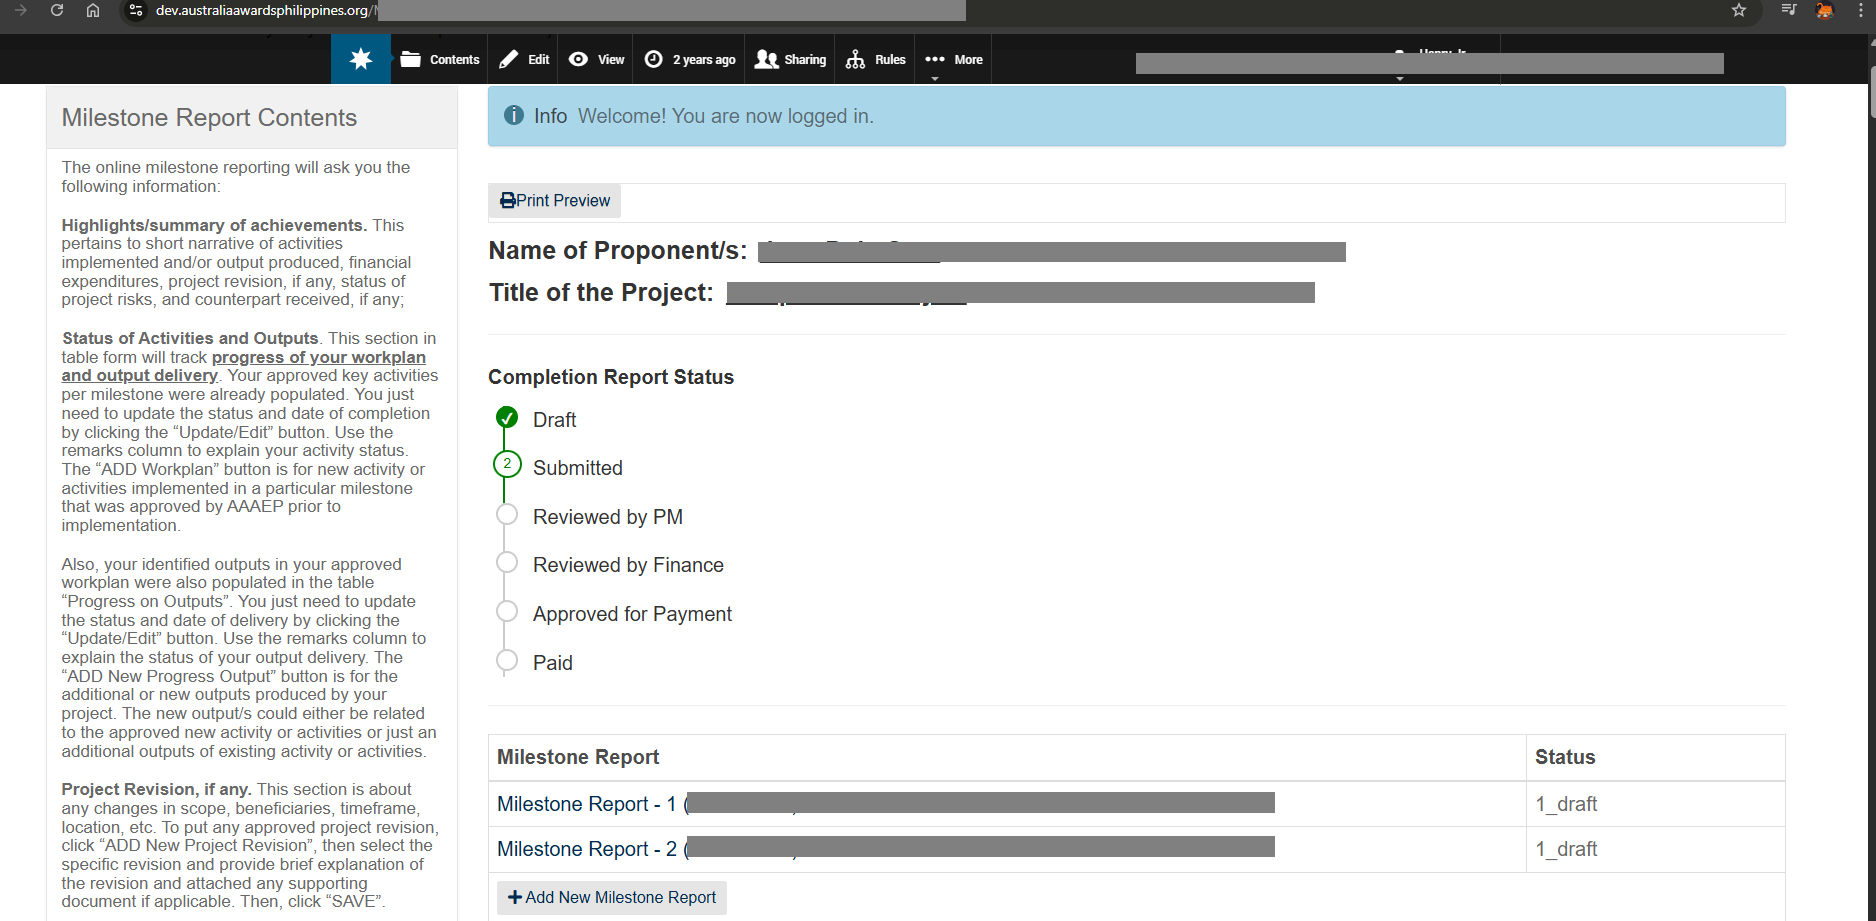 dev.australiaawardsphilippines.org/
Contents
Edit
View
2 years ago
Sharing
Rules
More
Milestone Report Contents
The online milestone reporting will ask you the
following information:
Highlights/summary of achievements. This
pertains to short narrative of activities
implemented and/or output produced, financial
expenditures, project revision, if any, status of
project risks, and counterpart received, if any;
Status of Activities and Outputs. This section in
table form will track progress of your workplan
and output delivery. Your approved key activities
per milestone were already populated. You just
need to update the status and date of completion
by clicking the “Update/Edit” button. Use the
remarks column to explain your activity status.
The “ADD Workplan” button is for new activity or
activities implemented in a particular milestone
that was approved by AAAEP prior to
implementation.
Also, your identified outputs in your approved
workplan were also populated in the table
“Progress on Outputs”. You just need to update
the status and date of delivery by clicking the
“Update/Edit” button. Use the remarks column to
explain the status of your output delivery. The
“ADD New Progress Output” button is for the
additional or new outputs produced by your
project. The new output/s could either be related
to the approved new activity or activities or just an
additional outputs of existing activity or activities.
Project Revision, if any. This section is about
any changes in scope, beneficiaries, timeframe,
location, etc. To put any approved project revision,
click “ADD New Project Revision”, then select the
specific revision and provide brief explanation of
the revision and attached any supporting
document if applicable. Then, click “SAVE”.
Info Welcome! You are now logged in.
Print Preview
Name of Proponent/s:
Title of the Project:
Completion Report Status
Draft
2 Submitted
Reviewed by PM
Reviewed by Finance
Approved for Payment
Paid
Milestone Report Status
Milestone Report - 1 ( 1_draft
Milestone Report - 2 ( 1_draft
Add New Milestone Report